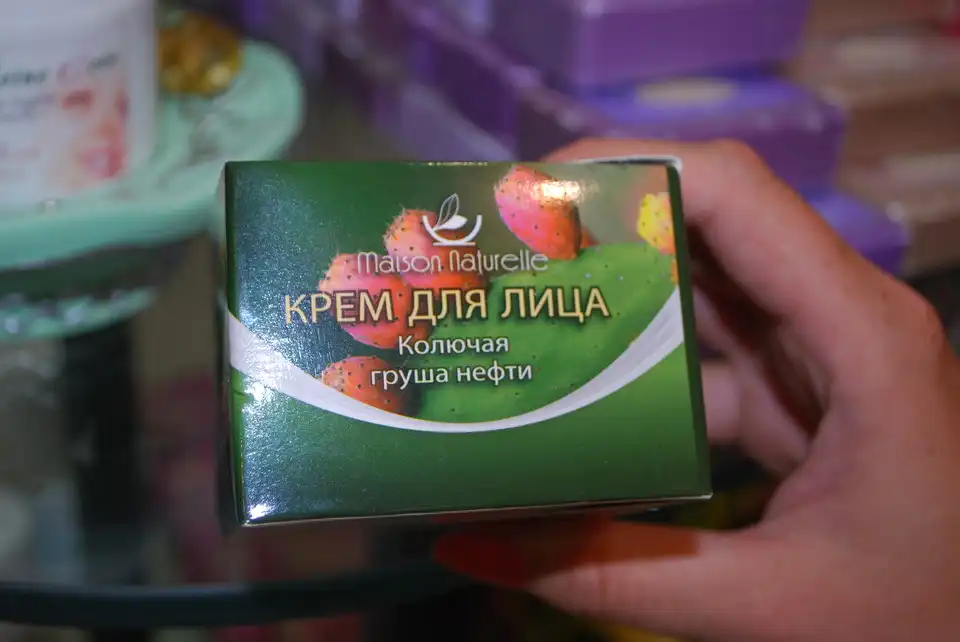 Maison Naturelle
КРЕМ ДЛЯ ЛИЦА
Колючая
груша нефти